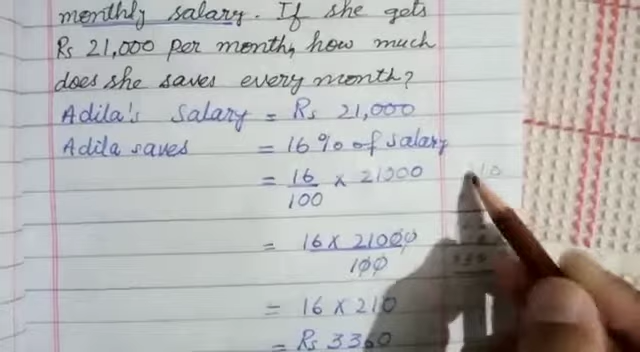 monthly salary. If she gets
Rs 21,000 per month, how much
does she saves every month?
Adila's Salary = Rs 21,000
Adila saves = 16% of salary
= 16/100 × 21000
= 16 × 21000/100
= 16 × 210
= Rs 3360